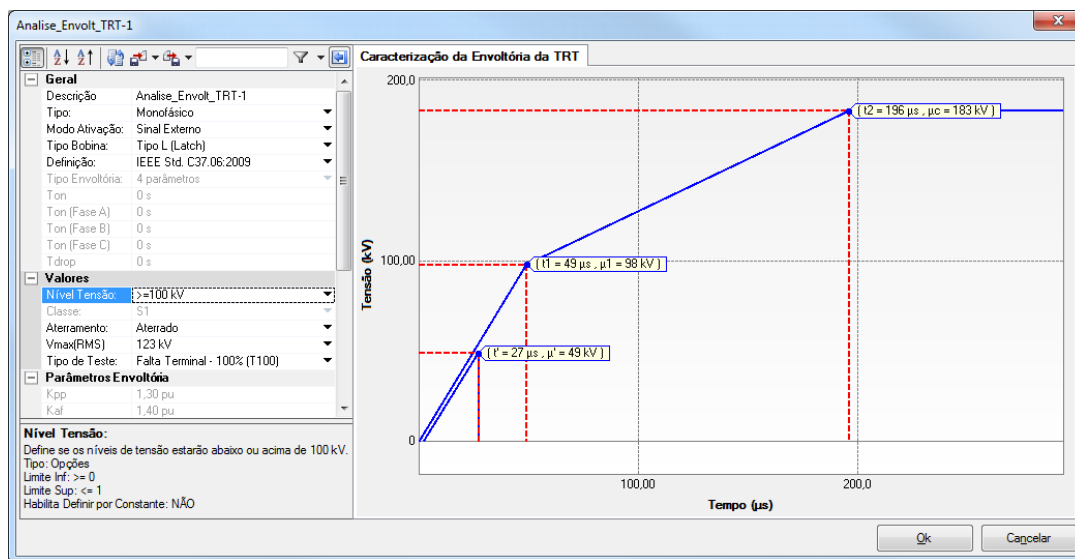 Analise_Envolt_TRT-1
Geral
Descrição Analise_Envolt_TRT-1
Tipo: Monofásico
Modo Ativação: Sinal Externo
Tipo Bobina: Tipo L (Latch)
Definição: IEEE Std. C37.06:2009
Tipo Envoltória: 4 parâmetros
Ton 0 s
Ton (Fase A) 0 s
Ton (Fase B) 0 s
Ton (Fase C) 0 s
Tdrop 0 s
Valores
Nível Tensão: >=100 kV
Classe: S1
Aterramento: Aterrado
Vmax(RMS) 123 kV
Tipo de Teste: Falta Terminal - 100% (T100)
Parâmetros Envoltória
Kpp 1,30 pu
Kaf 1,40 pu
Nível Tensão:
Define se os níveis de tensão estarão abaixo ou acima de 100 kV.
Tipo: Opções
Limite Inf: >= 0
Limite Sup: <= 1
Habilita Definir por Constante: NÃO
Caracterização da Envoltória da TRT
200,0
( t2 = 196 µs , µc = 183 kV )
Tensão (kV)
100,00
( t1 = 49 µs , µ1 = 98 kV )
( t' = 27 µs , µ' = 49 kV )
0
100,00 200,0
Tempo (µs)
Ok Cancelar